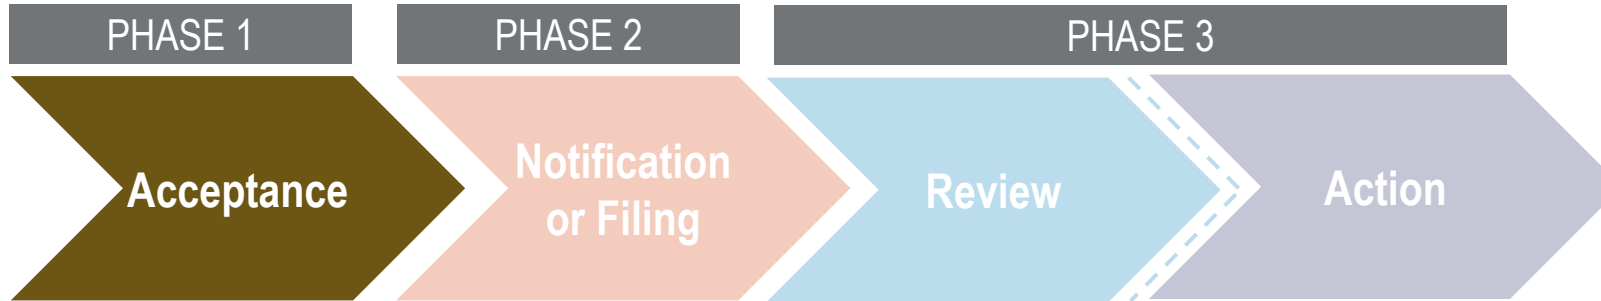 PHASE 1
PHASE 2
PHASE 3
Acceptance
Notification
or Filing
Review
Action